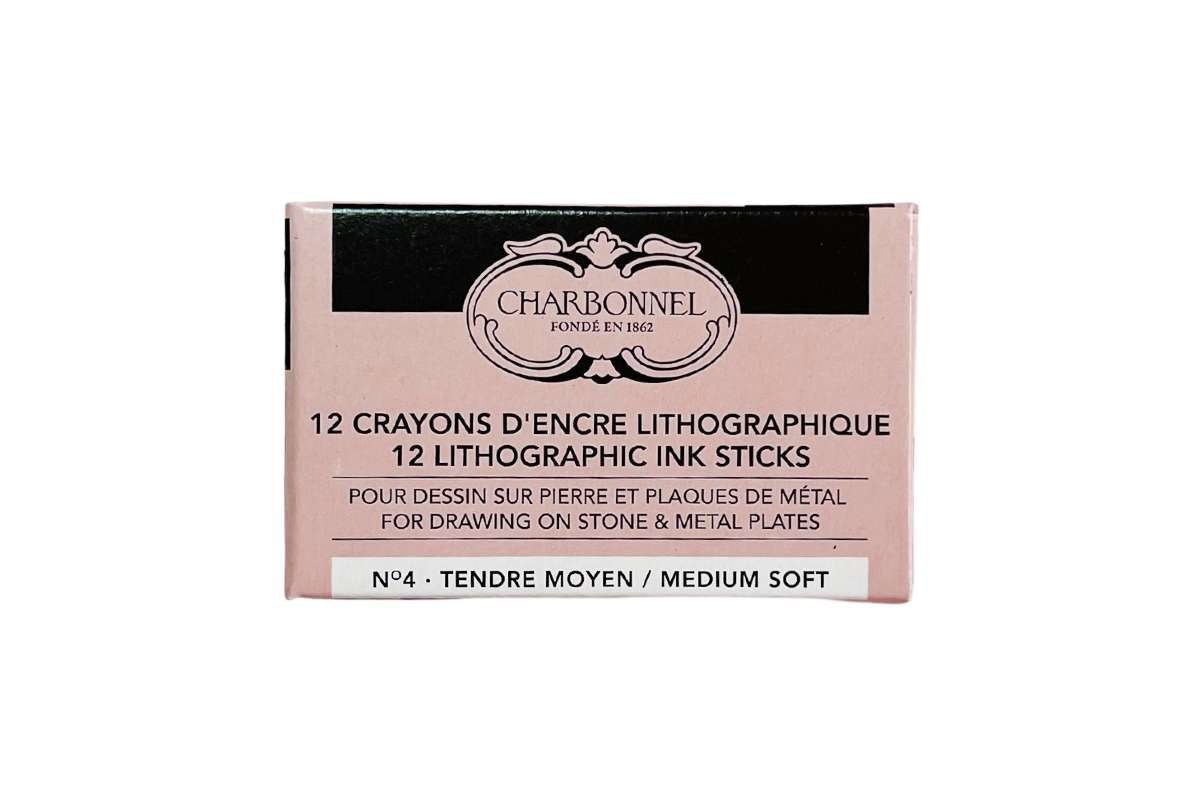 CHARBONNEL
FONDÉ EN 1862
12 CRAYONS D'ENCRE LITHOGRAPHIQUE
12 LITHOGRAPHIC INK STICKS
POUR DESSIN SUR PIERRE ET PLAQUES DE MÉTAL
FOR DRAWING ON STONE & METAL PLATES
Nº4 · TENDRE MOYEN / MEDIUM SOFT